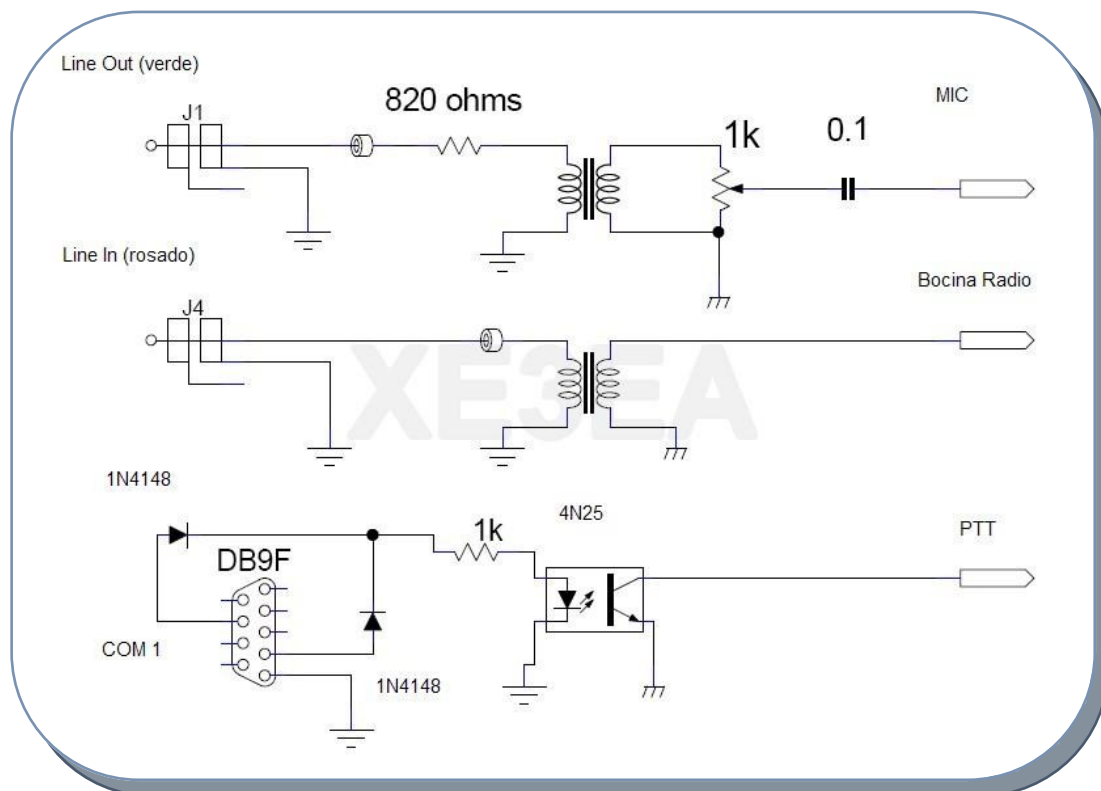 Line Out (verde)
J1
820 ohms
1k
0.1
MIC
Line In (rosado)
J4
Bocina Radio
XE3EA
1N4148
DB9F
1k
4N25
PTT
COM 1
1N4148